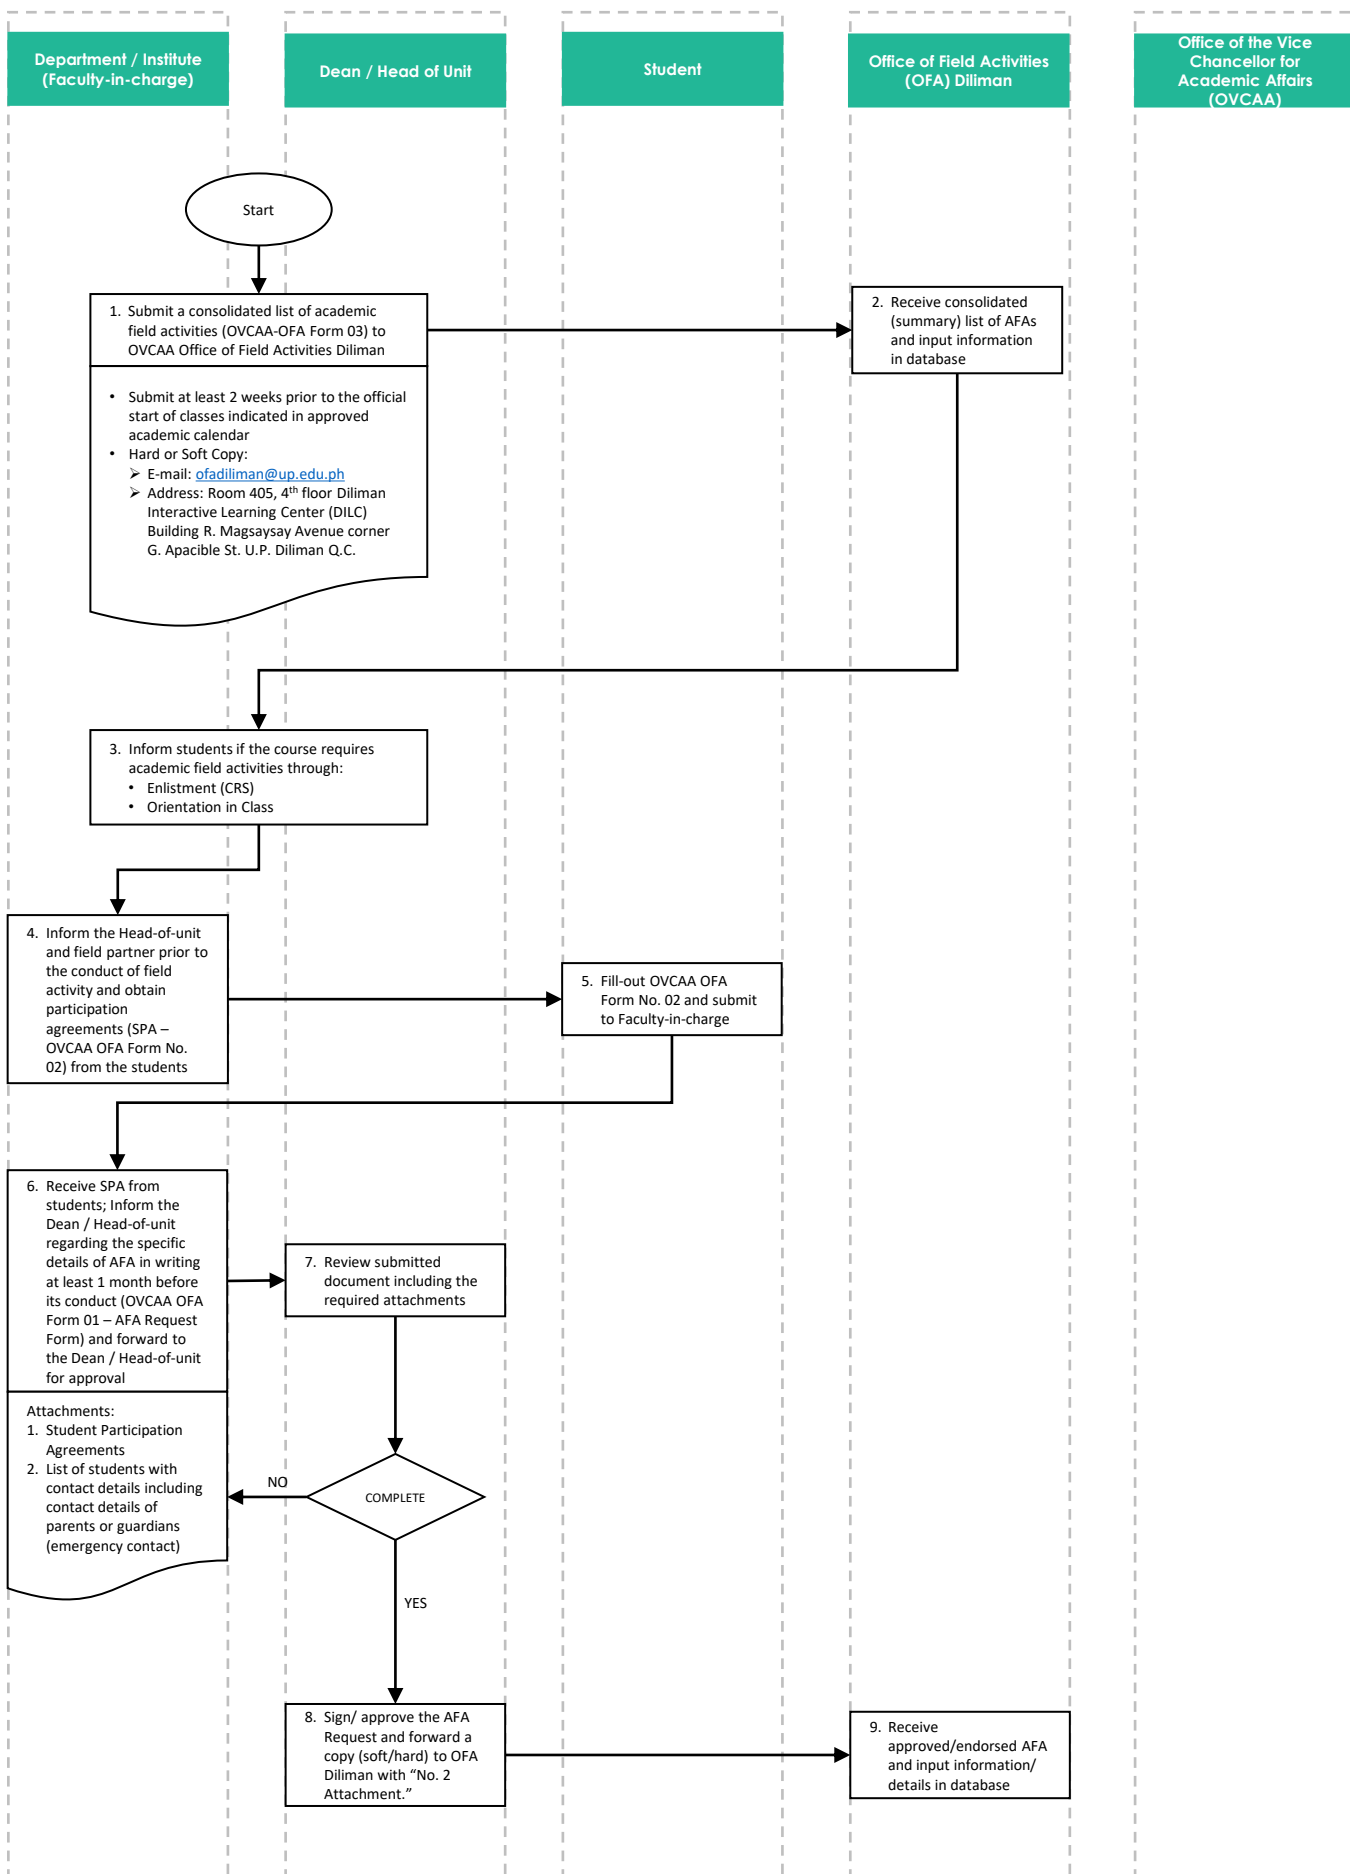 Department / Institute
(Faculty-in-charge)
Dean / Head of Unit
Student
Office of Field Activities
(OFA) Diliman
Office of the Vice
Chancellor for
Academic Affairs
(OVCAA)
Start
1. Submit a consolidated list of academic
field activities (OVCAA-OFA Form 03) to
OVCAA Office of Field Activities Diliman
2. Receive consolidated
(summary) list of AFAs
and input information
in database
• Submit at least 2 weeks prior to the official
start of classes indicated in approved
academic calendar
• Hard or Soft Copy:
➢ E-mail: ofadiliman@up.edu.ph
➢ Address: Room 405, 4th floor Diliman
Interactive Learning Center (DILC)
Building R. Magsaysay Avenue corner
G. Apacible St. U.P. Diliman Q.C.
3. Inform students if the course requires
academic field activities through:
• Enlistment (CRS)
• Orientation in Class
4. Inform the Head-of-unit
and field partner prior to
the conduct of field
activity and obtain
participation
agreements (SPA –
OVCAA OFA Form No.
02) from the students
5. Fill-out OVCAA OFA
Form No. 02 and submit
to Faculty-in-charge
6. Receive SPA from
students; Inform the
Dean / Head-of-unit
regarding the specific
details of AFA in writing
at least 1 month before
its conduct (OVCAA OFA
Form 01 – AFA Request
Form) and forward to
the Dean / Head-of-unit
for approval
7. Review submitted
document including the
required attachments
Attachments:
1. Student Participation
Agreements
2. List of students with
contact details including
contact details of
parents or guardians
(emergency contact)
NO
COMPLETE
YES
8. Sign/ approve the AFA
Request and forward a
copy (soft/hard) to OFA
Diliman with “No. 2
Attachment.”
9. Receive
approved/endorsed AFA
and input information/
details in database